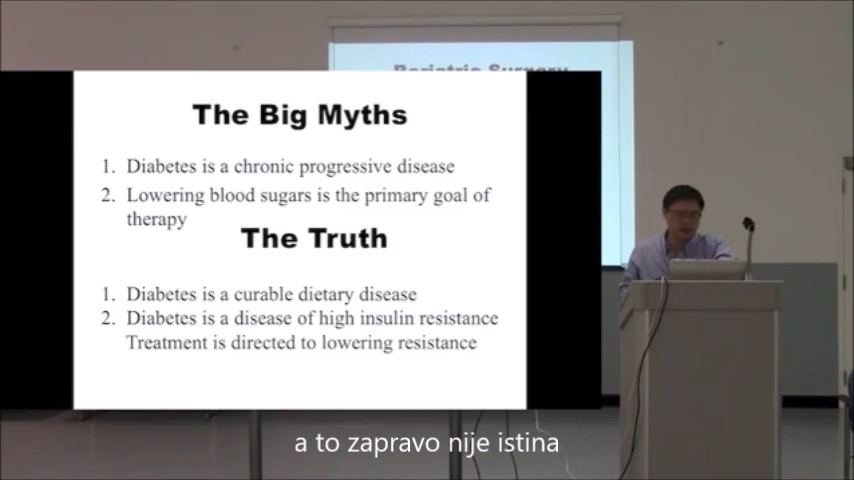 Bariatric Surgery
The Big Myths
1. Diabetes is a chronic progressive disease
2. Lowering blood sugars is the primary goal of
therapy
The Truth
1. Diabetes is a curable dietary disease
2. Diabetes is a disease of high insulin resistance
Treatment is directed to lowering resistance
a to zapravo nije istina